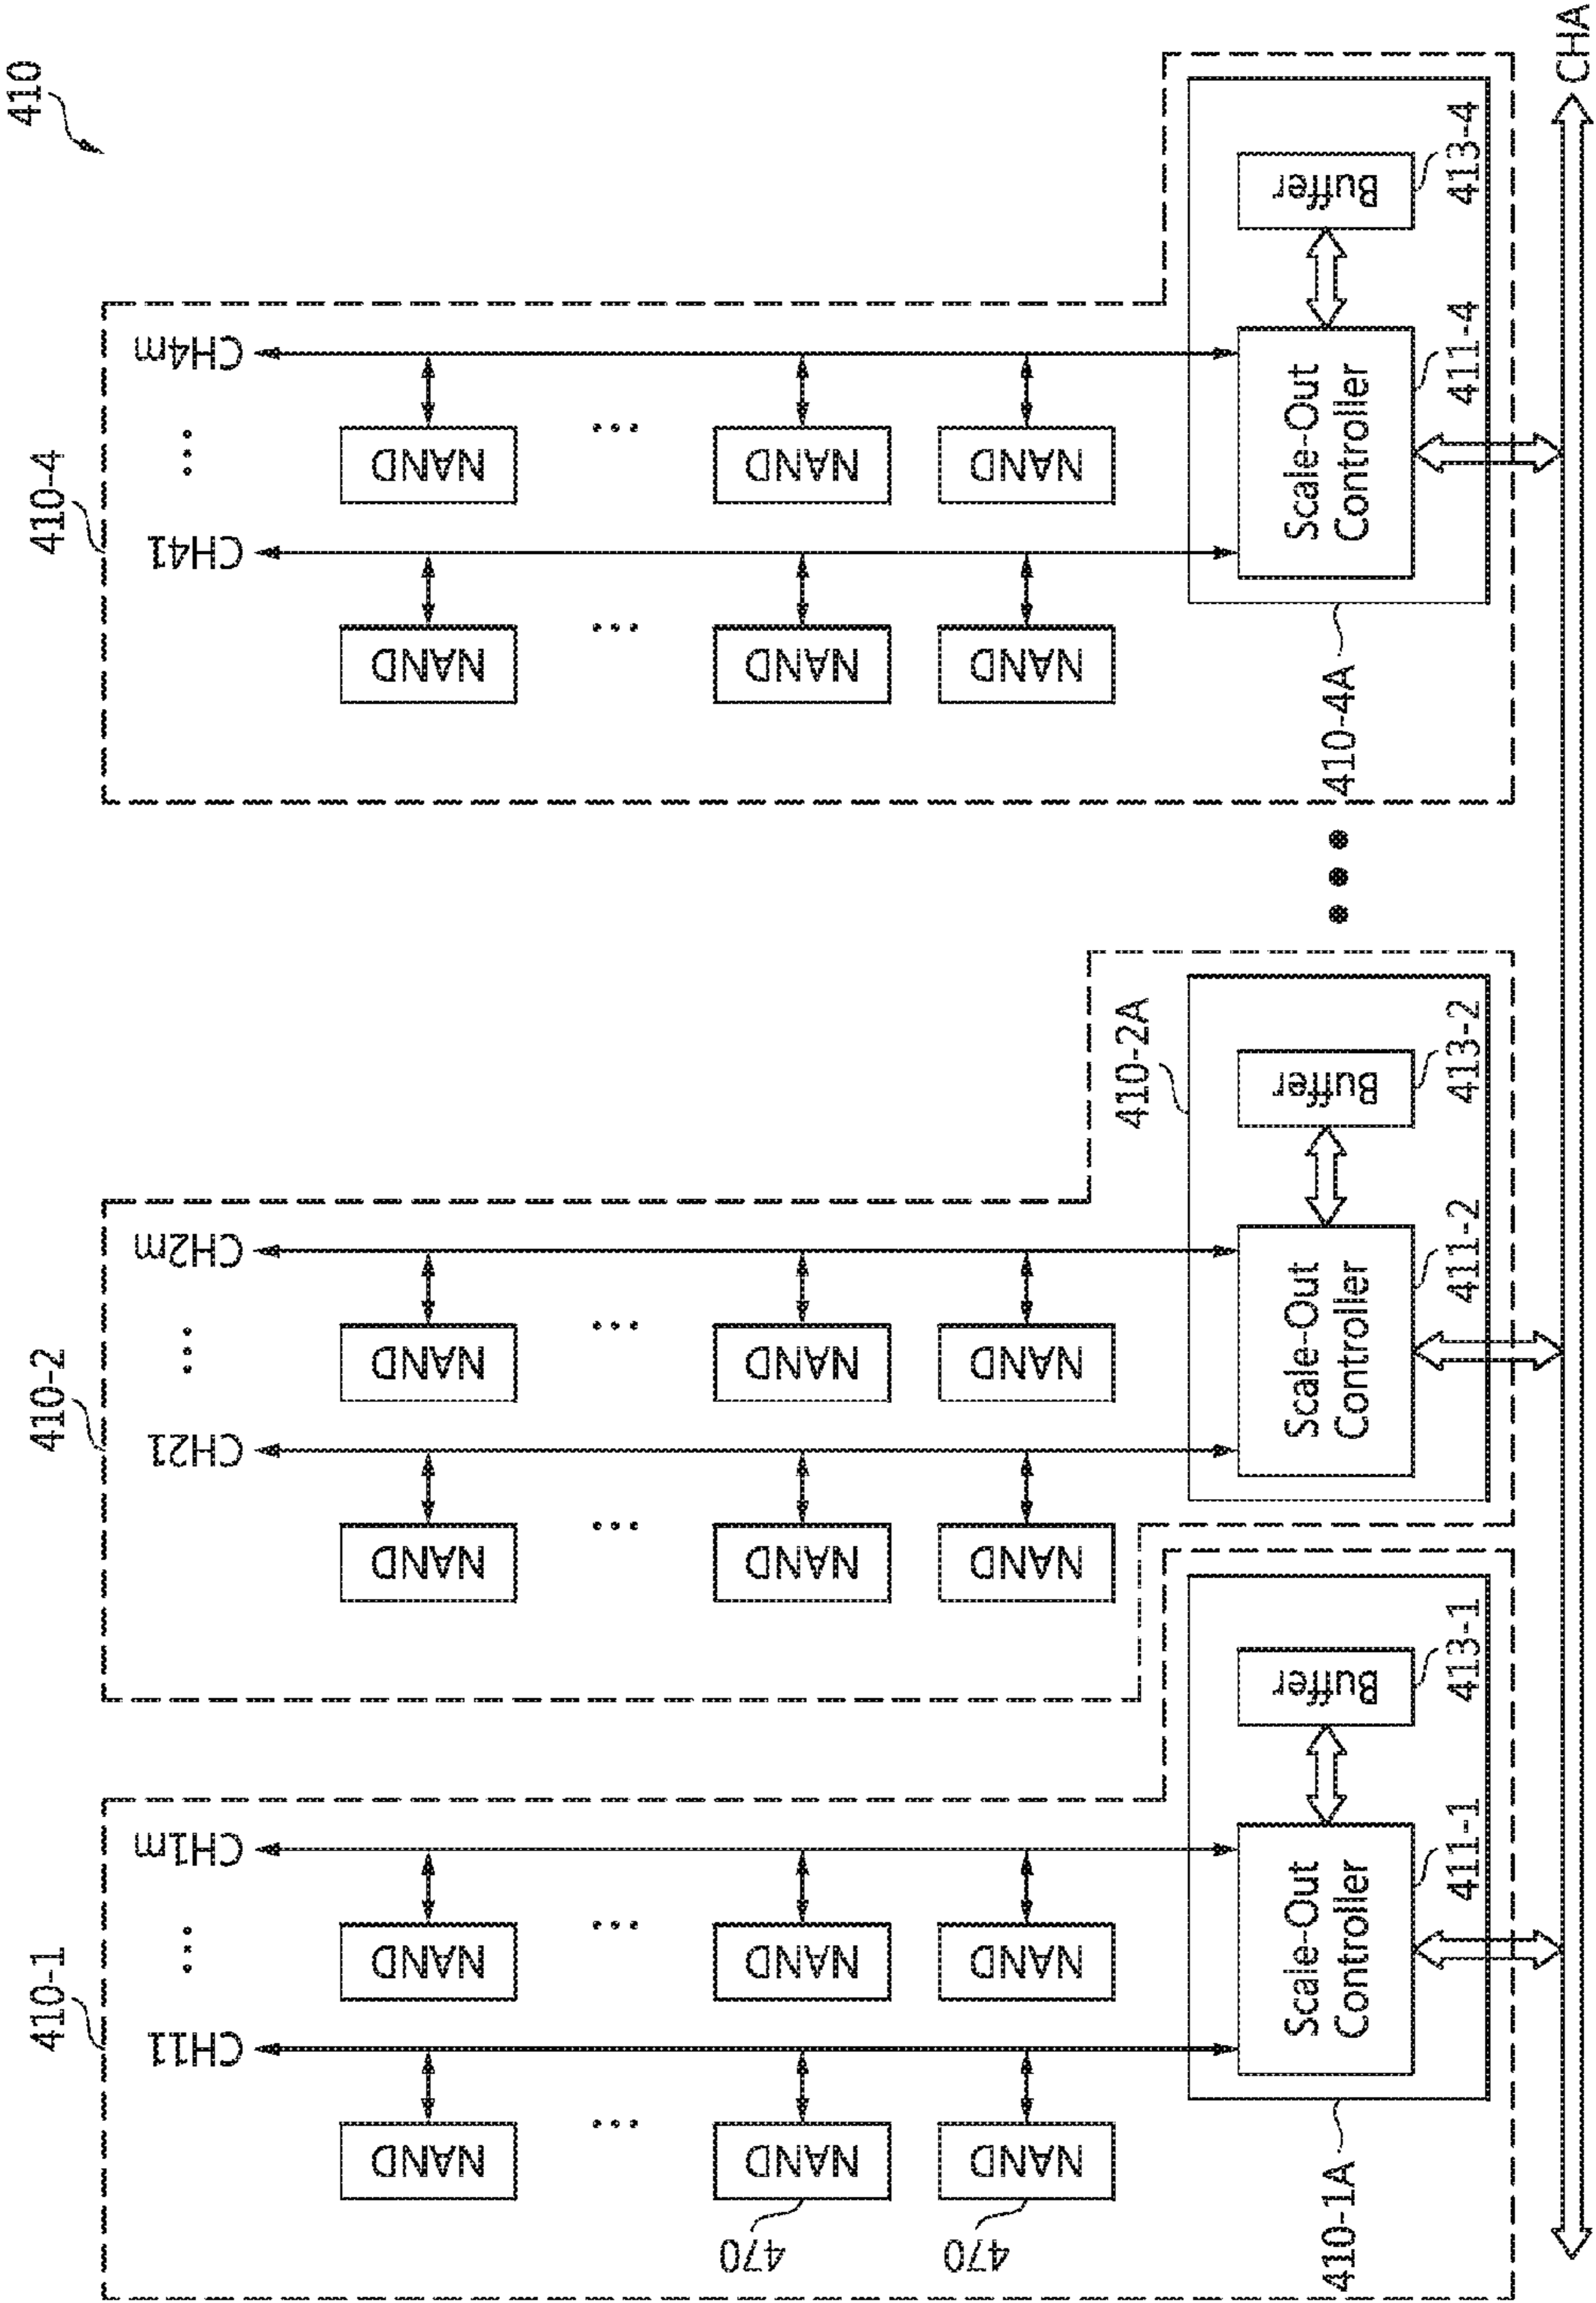 410
410-1
CH11
...
CH1m
NAND
NAND
...
...
NAND
NAND
NAND
NAND
470
470
410-1A
Scale-Out
Controller
Buffer
411-1
413-1
410-2
CH21
...
CH2m
NAND
NAND
...
...
NAND
NAND
NAND
NAND
410-2A
Scale-Out
Controller
Buffer
411-2
413-2
...
410-4
CH41
...
CH4m
NAND
NAND
...
...
NAND
NAND
NAND
NAND
410-4A
Scale-Out
Controller
Buffer
411-4
413-4
CHA